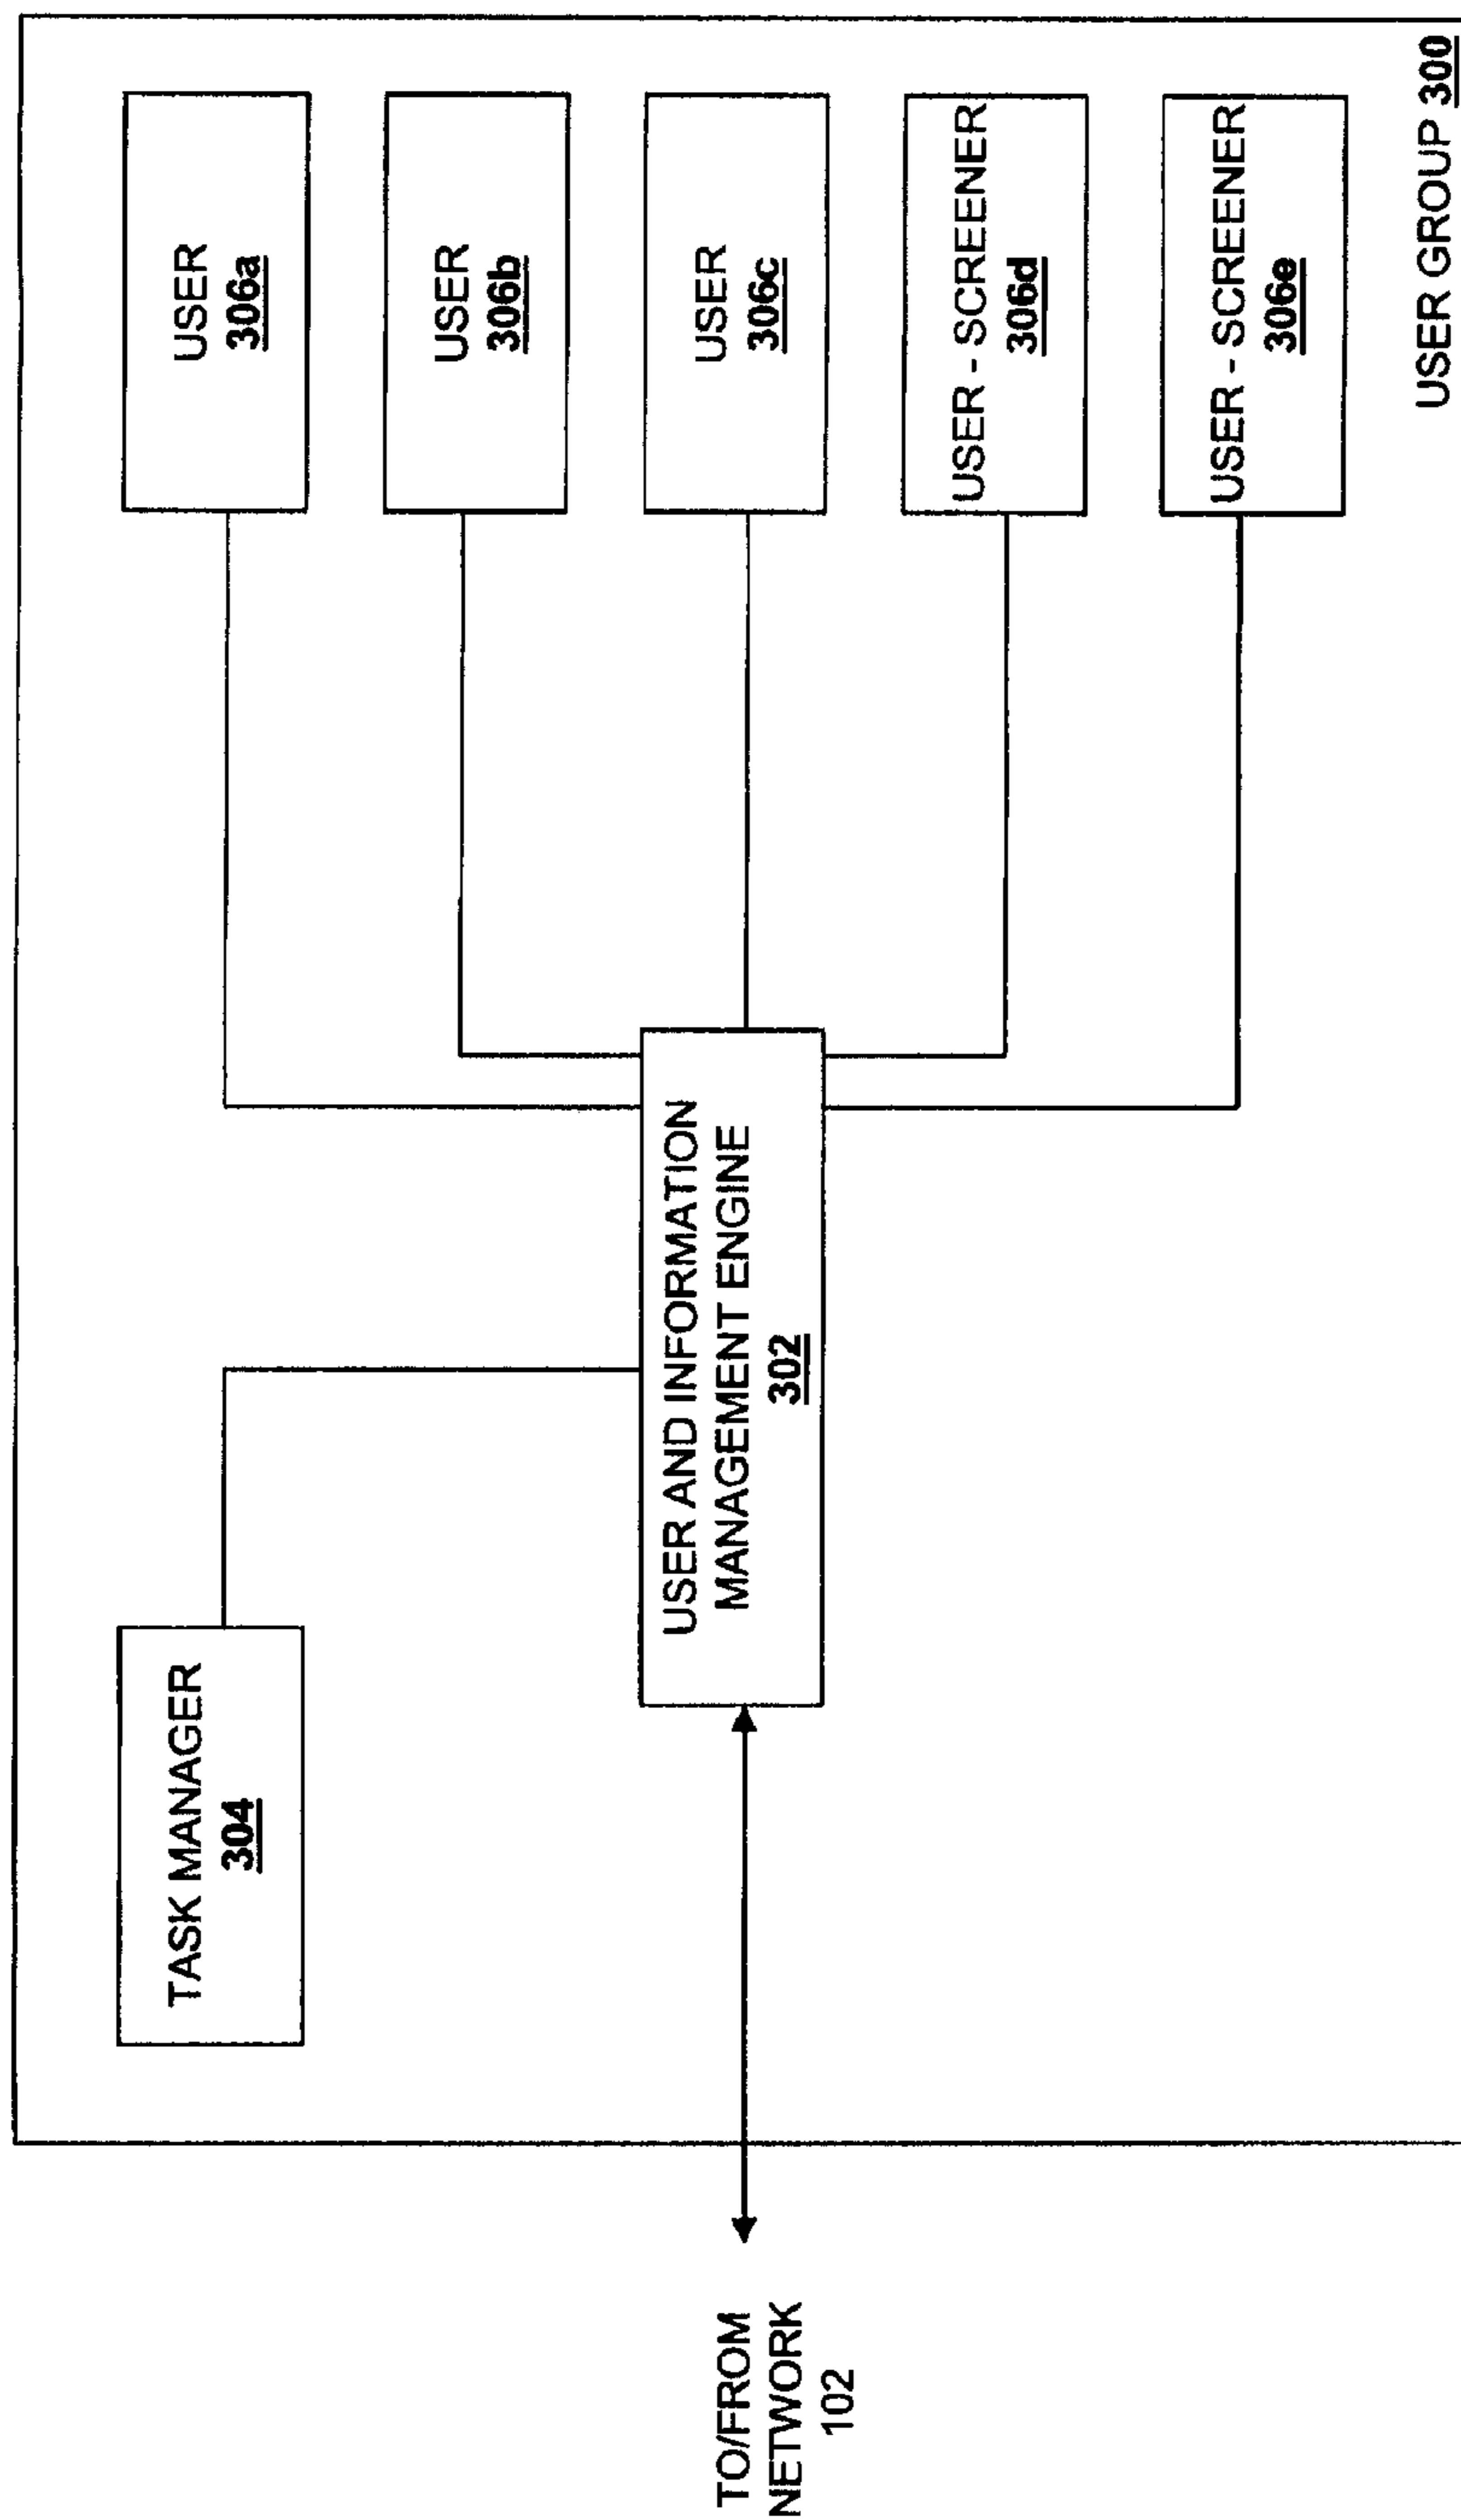 TASK MANAGER
304
USER
306a
USER
306b
TO/FROM
NETWORK
102
USER AND INFORMATION
MANAGEMENT ENGINE
302
USER
306c
USER - SCREENER
306d
USER - SCREENER
306e
USER GROUP 300